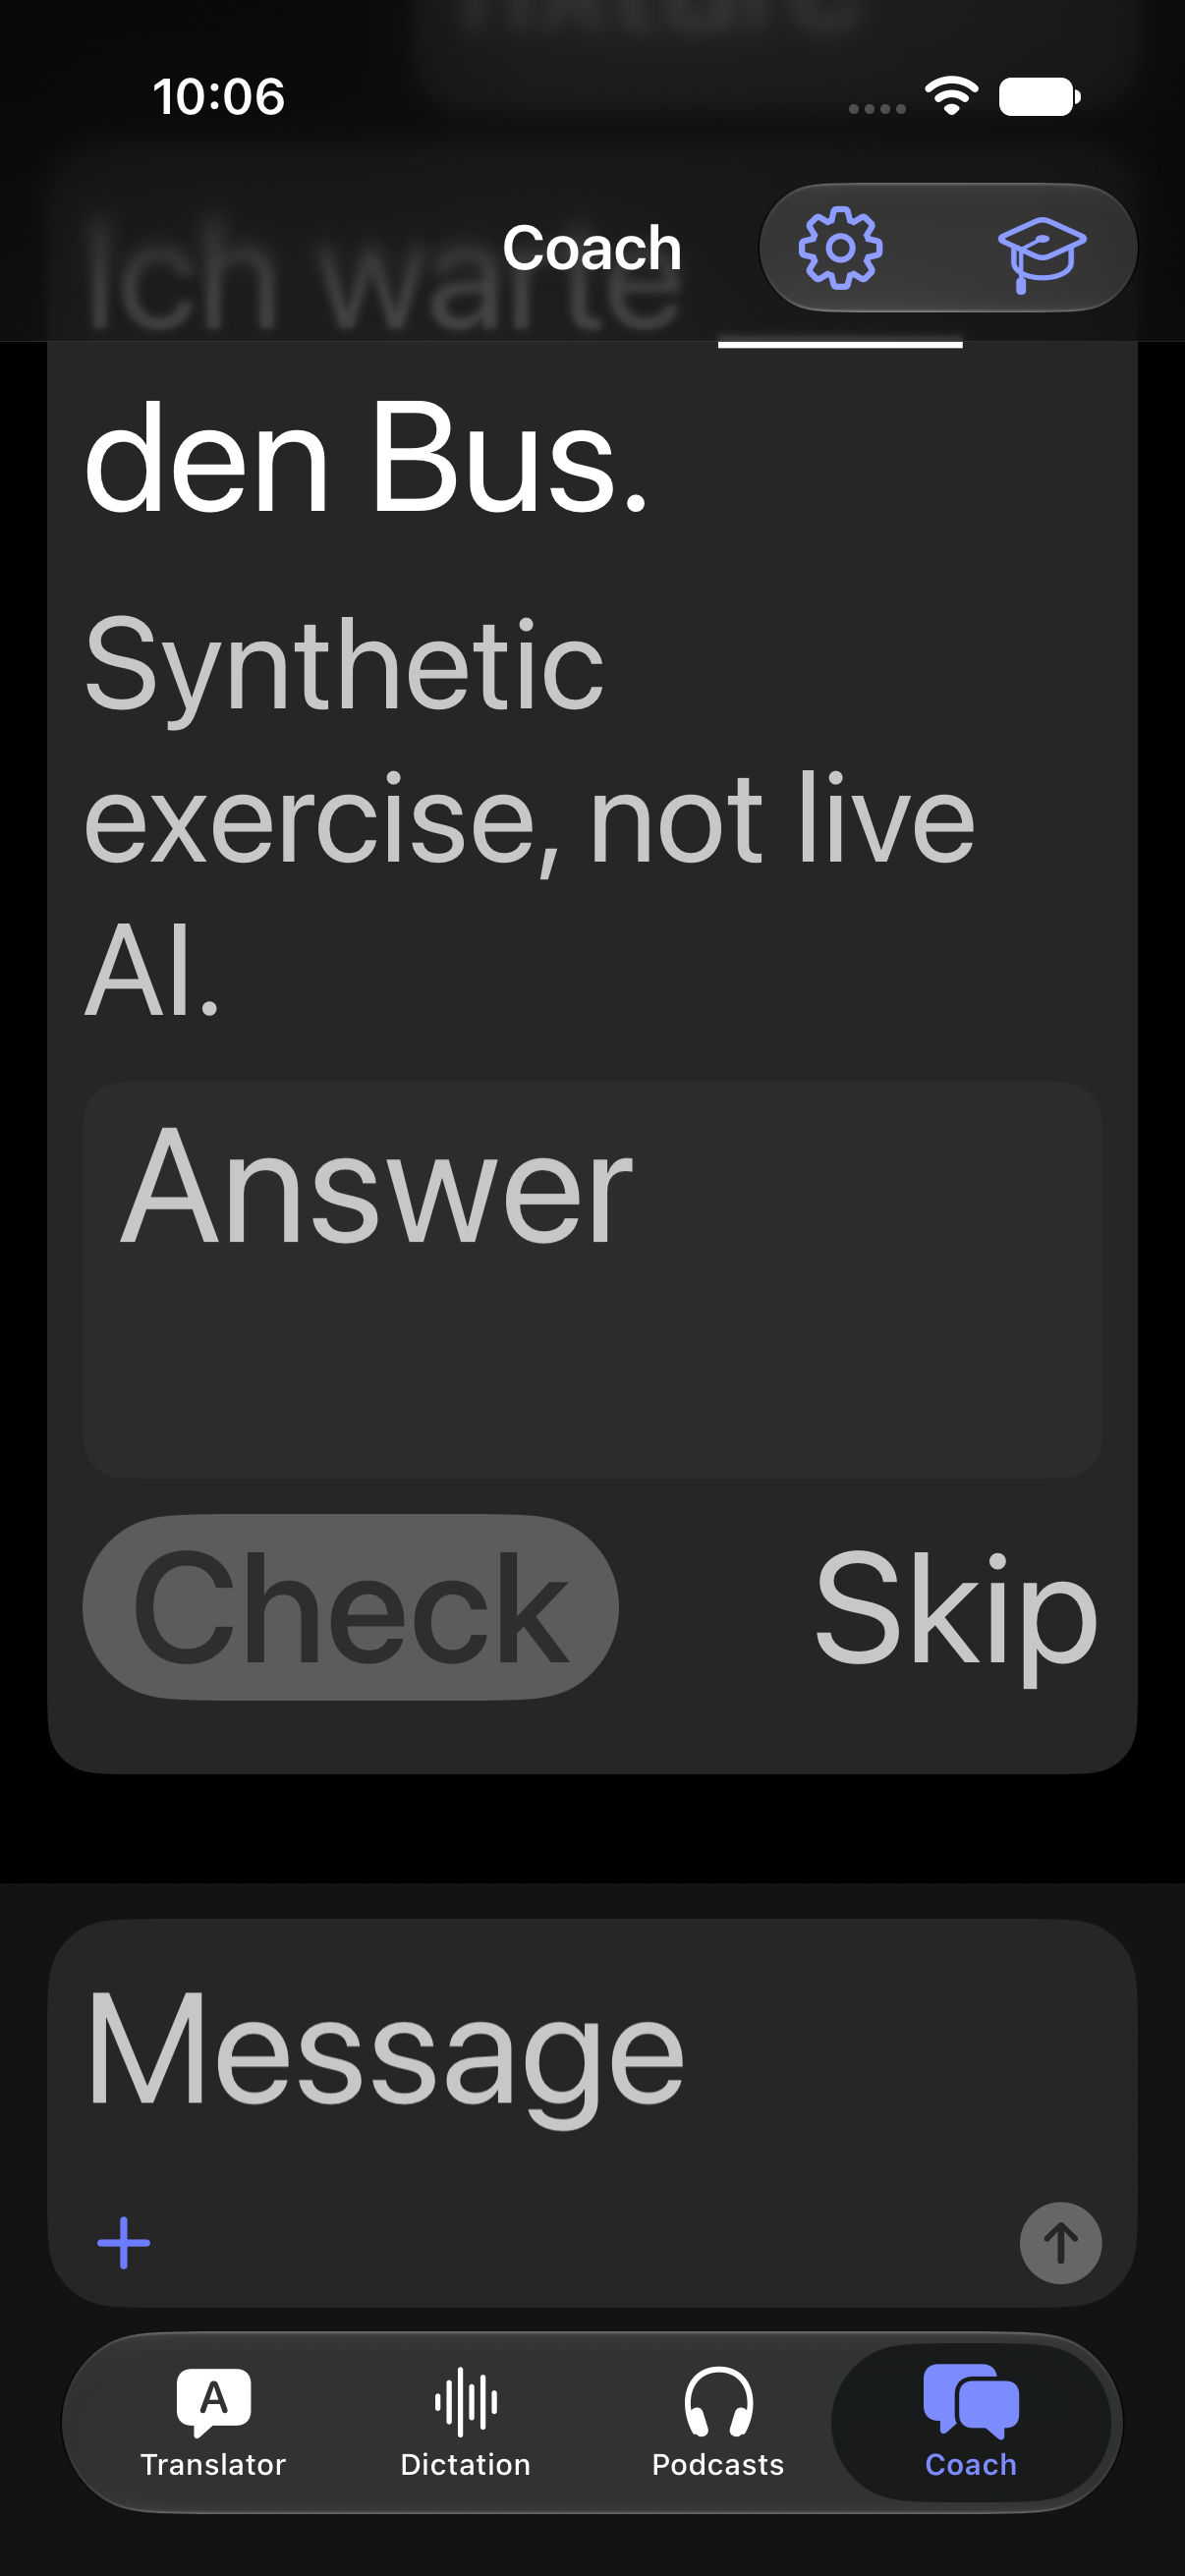 10:06
Coach
Ich warte ____
den Bus.
Synthetic
exercise, not live
AI.
Answer
Check
Skip
Message
A
Translator
Dictation
Podcasts
Coach